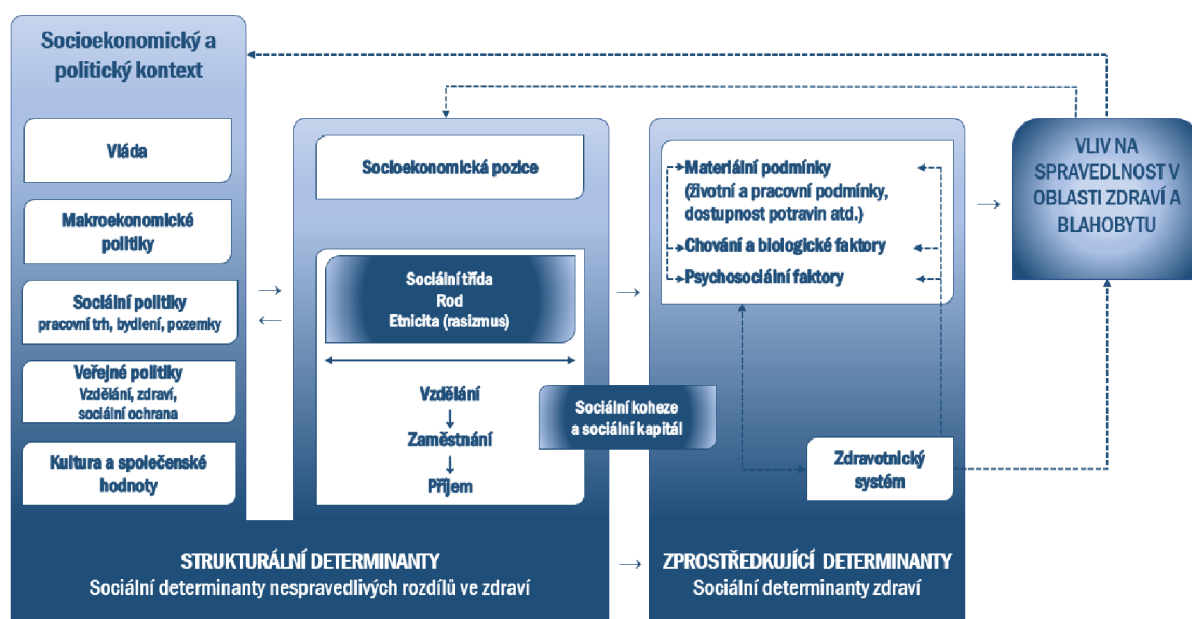 Socioekonomický a
politický kontext
Vláda
Makroekonomické
politiky
Sociální politiky
pracovní trh, bydlení, pozemky
Veřejné politiky
Vzdělání, zdraví,
sociální ochrana
Kultura a společenské
hodnoty
Socioekonomická pozice
Sociální třída
Rod
Etnicita (rasizmus)
Vzdělání
Zaměstnání
Příjem
Sociální koheze
a sociální kapitál
Materiální podmínky
(životní a pracovní podmínky,
dostupnost potravin atd.)
Chování a biologické faktory
Psychosociální faktory
Zdravotnický
systém
VLIV NA
SPRAVEDLNOST V
OBLASTI ZDRAVÍ A
BLAHOBYTU
STRUKTURÁLNÍ DETERMINANTY
Sociální determinanty nespravedlivých rozdílů ve zdraví
ZPROSTŘEDKUJÍCÍ DETERMINANTY
Sociální determinanty zdraví